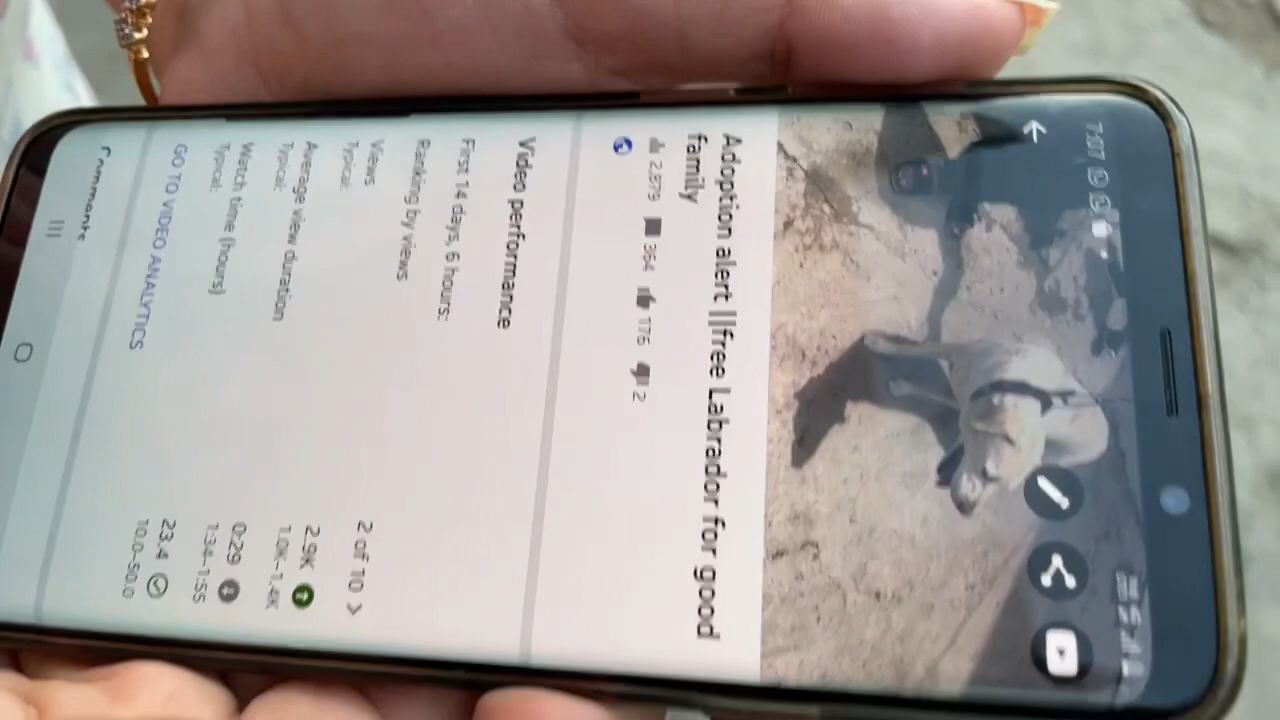 7:07
Adoption alert ||free Labrador for good
family
2,979 364 176 2
Video performance
First 14 days, 6 hours:
Ranking by views 2 of 10
Views 2.9K
Typical: 1.0K–1.4K
Average view duration 0:29
Typical: 1:34–1:55
Watch time (hours) 23.4
Typical: 10.0–50.0
GO TO VIDEO ANALYTICS
Comments